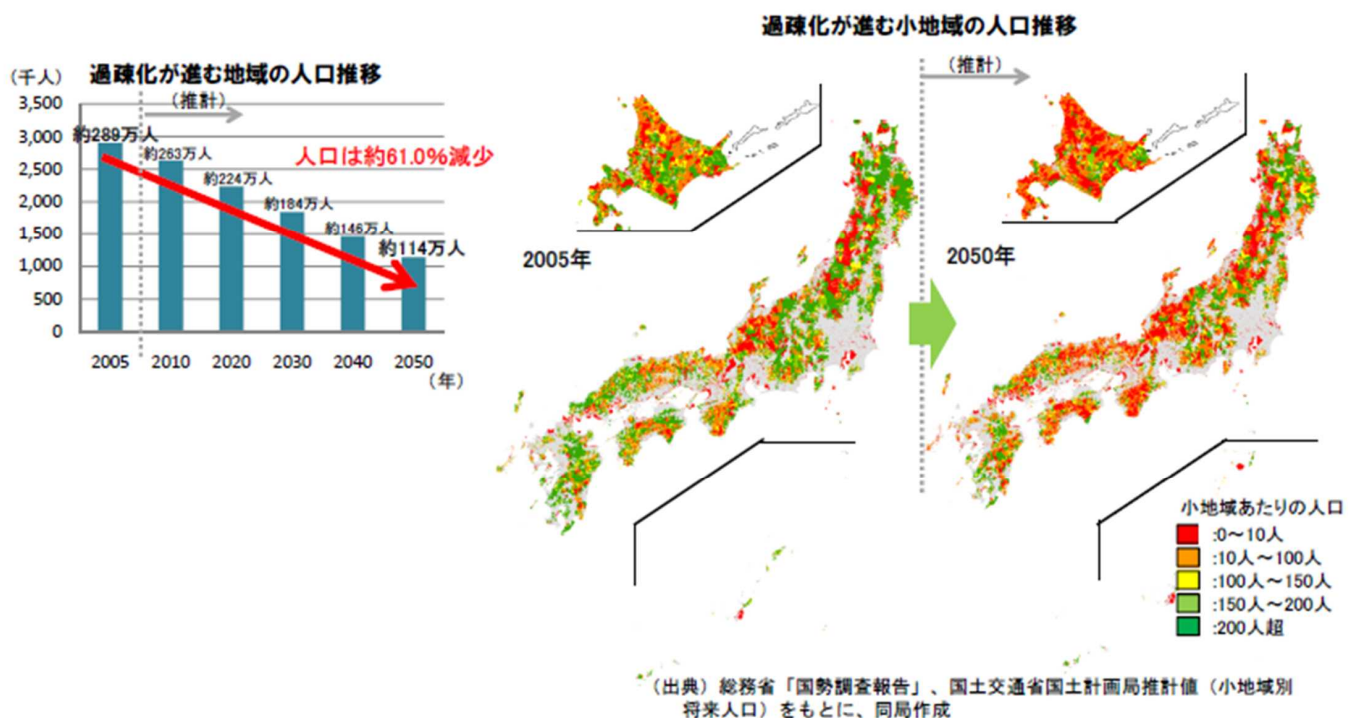 過疎化が進む小地域の人口推移
(千人)
過疎化が進む地域の人口推移
(推計)
3,500
3,000
2,500
2,000
1,500
1,000
500
0
約289万人
約263万人
約224万人
約184万人
約146万人
約114万人
人口は約61.0%減少
2005
2010
2020
2030
2040
2050
(年)
(推計)
2005年
2050年
小地域あたりの人口
:0～10人
:10人～100人
:100人～150人
:150人～200人
:200人超
(出典)総務省「国勢調査報告」、国土交通省国土計画局推計値(小地域別
将来人口)をもとに、同局作成